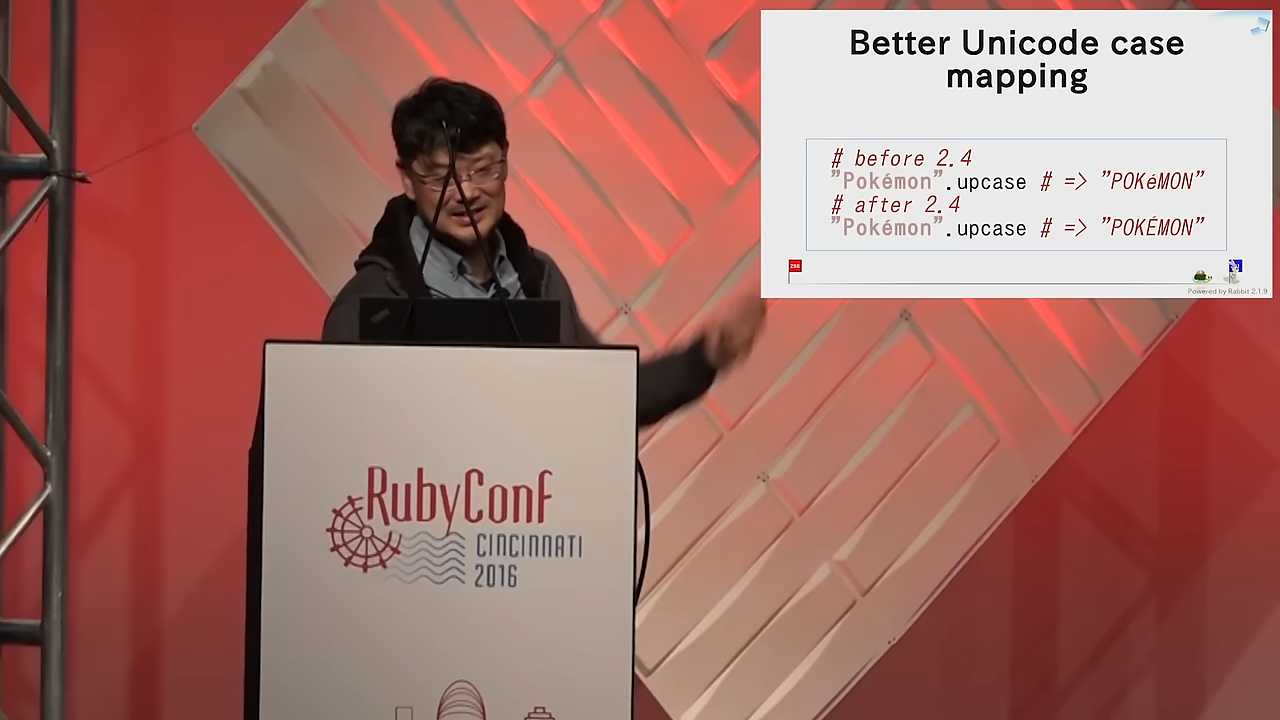 Better Unicode case
mapping
# before 2.4
"Pokémon".upcase # => "POKéMON"
# after 2.4
"Pokémon".upcase # => "POKÉMON"
Powered by Rabbit 2.1.9
RubyConf
CINCINNATI
2016